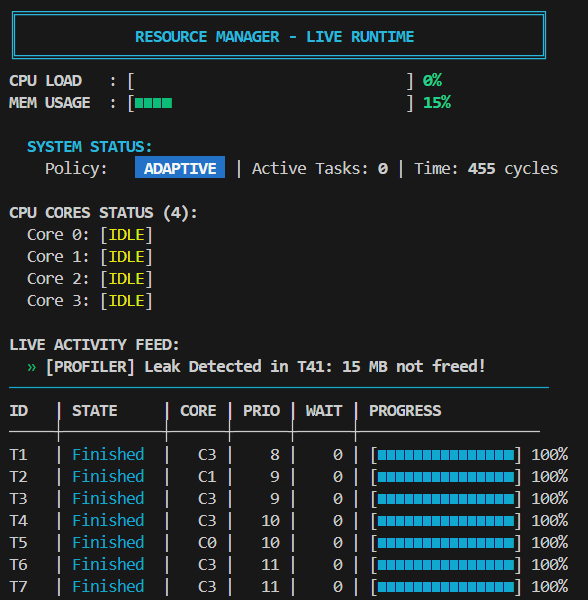 RESOURCE MANAGER - LIVE RUNTIME
CPU LOAD : [ ] 0%
MEM USAGE : [■■■■ ] 15%
SYSTEM STATUS:
Policy: ADAPTIVE | Active Tasks: 0 | Time: 455 cycles
CPU CORES STATUS (4):
Core 0: [IDLE]
Core 1: [IDLE]
Core 2: [IDLE]
Core 3: [IDLE]
LIVE ACTIVITY FEED:
» [PROFILER] Leak Detected in T41: 15 MB not freed!
ID | STATE | CORE | PRIO | WAIT | PROGRESS
T1 | Finished | C3 | 8 | 0 | [■■■■■■■■■■■■■■■] 100%
T2 | Finished | C1 | 9 | 0 | [■■■■■■■■■■■■■■■] 100%
T3 | Finished | C3 | 9 | 0 | [■■■■■■■■■■■■■■■] 100%
T4 | Finished | C3 | 10 | 0 | [■■■■■■■■■■■■■■■] 100%
T5 | Finished | C0 | 10 | 0 | [■■■■■■■■■■■■■■■] 100%
T6 | Finished | C3 | 11 | 0 | [■■■■■■■■■■■■■■■] 100%
T7 | Finished | C3 | 11 | 0 | [■■■■■■■■■■■■■■■] 100%